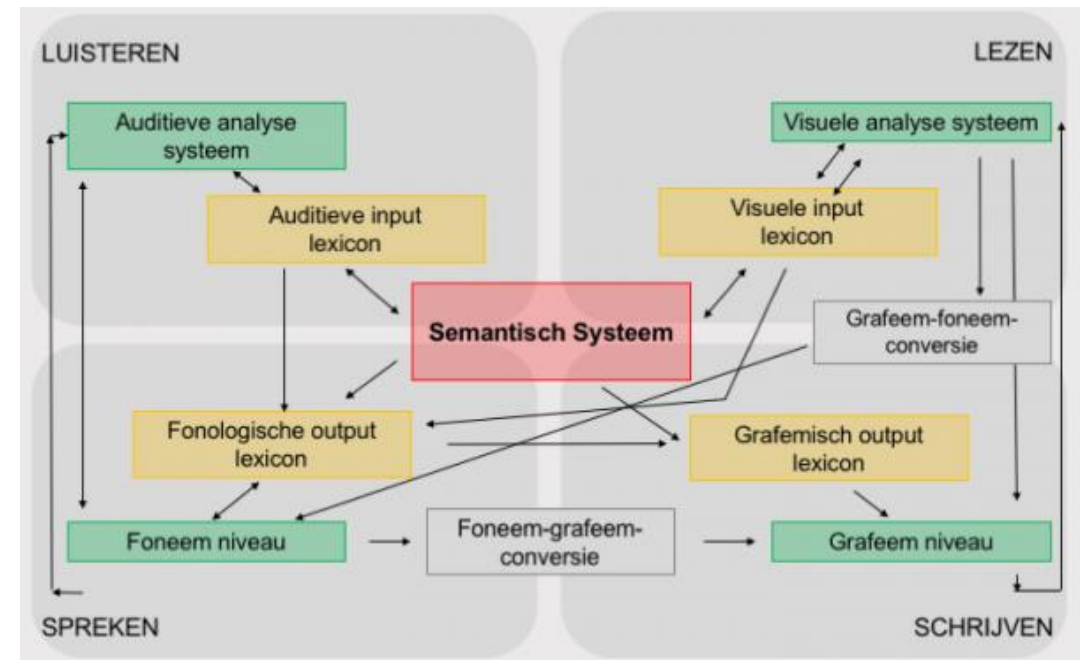 LUISTEREN
LEZEN
Auditieve analyse
systeem
Visuele analyse systeem
Auditieve input
lexicon
Visuele input
lexicon
Semantisch Systeem
Grafeem-foneem-
conversie
Fonologische output
lexicon
Grafemisch output
lexicon
Foneem niveau
Foneem-grafeem-
conversie
Grafeem niveau
SPREKEN
SCHRIJVEN